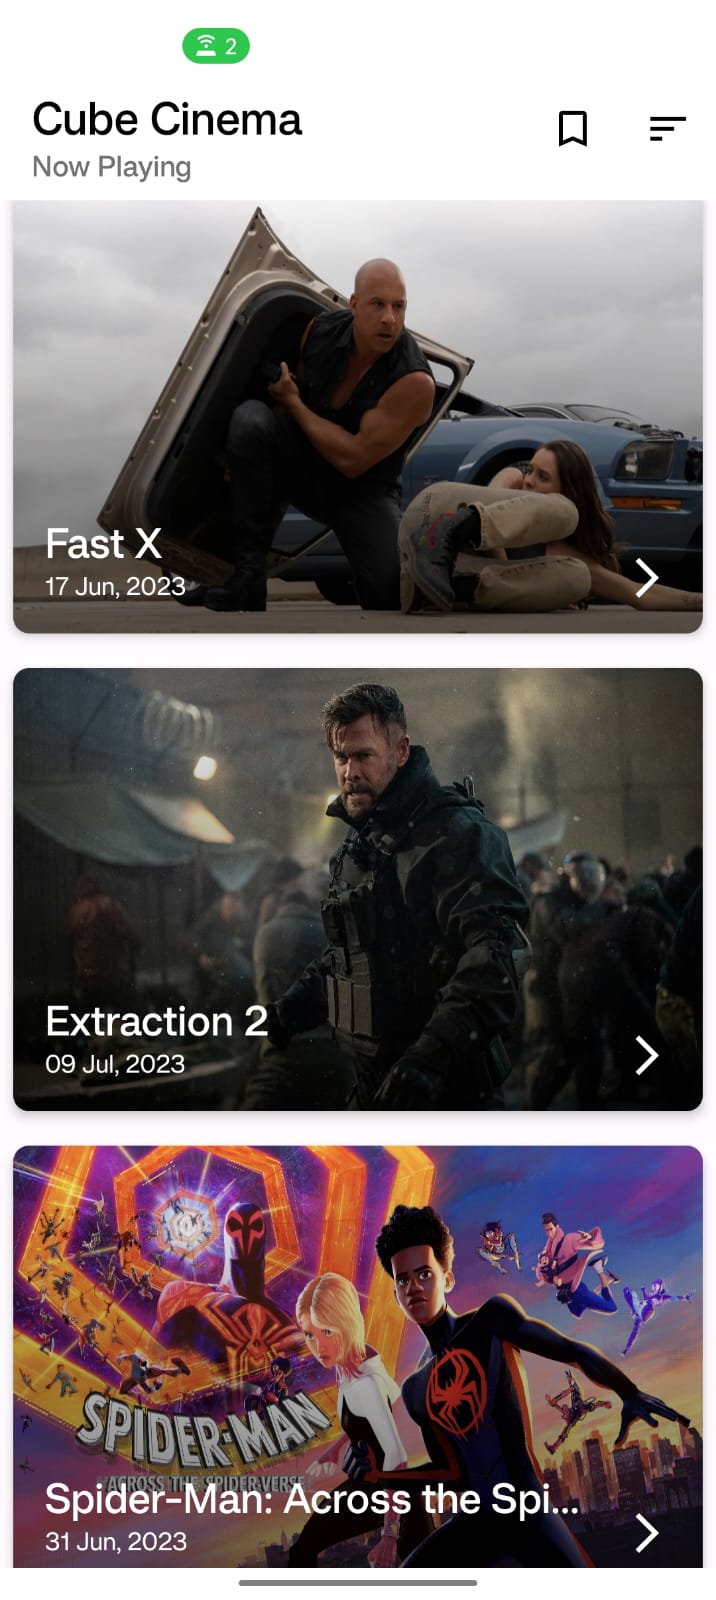 2
Cube Cinema
Now Playing
Fast X
17 Jun, 2023
Extraction 2
09 Jul, 2023
SPIDER-MAN
ACROSS THE SPIDER-VERSE
Spider-Man: Across the Spi...
31 Jun, 2023